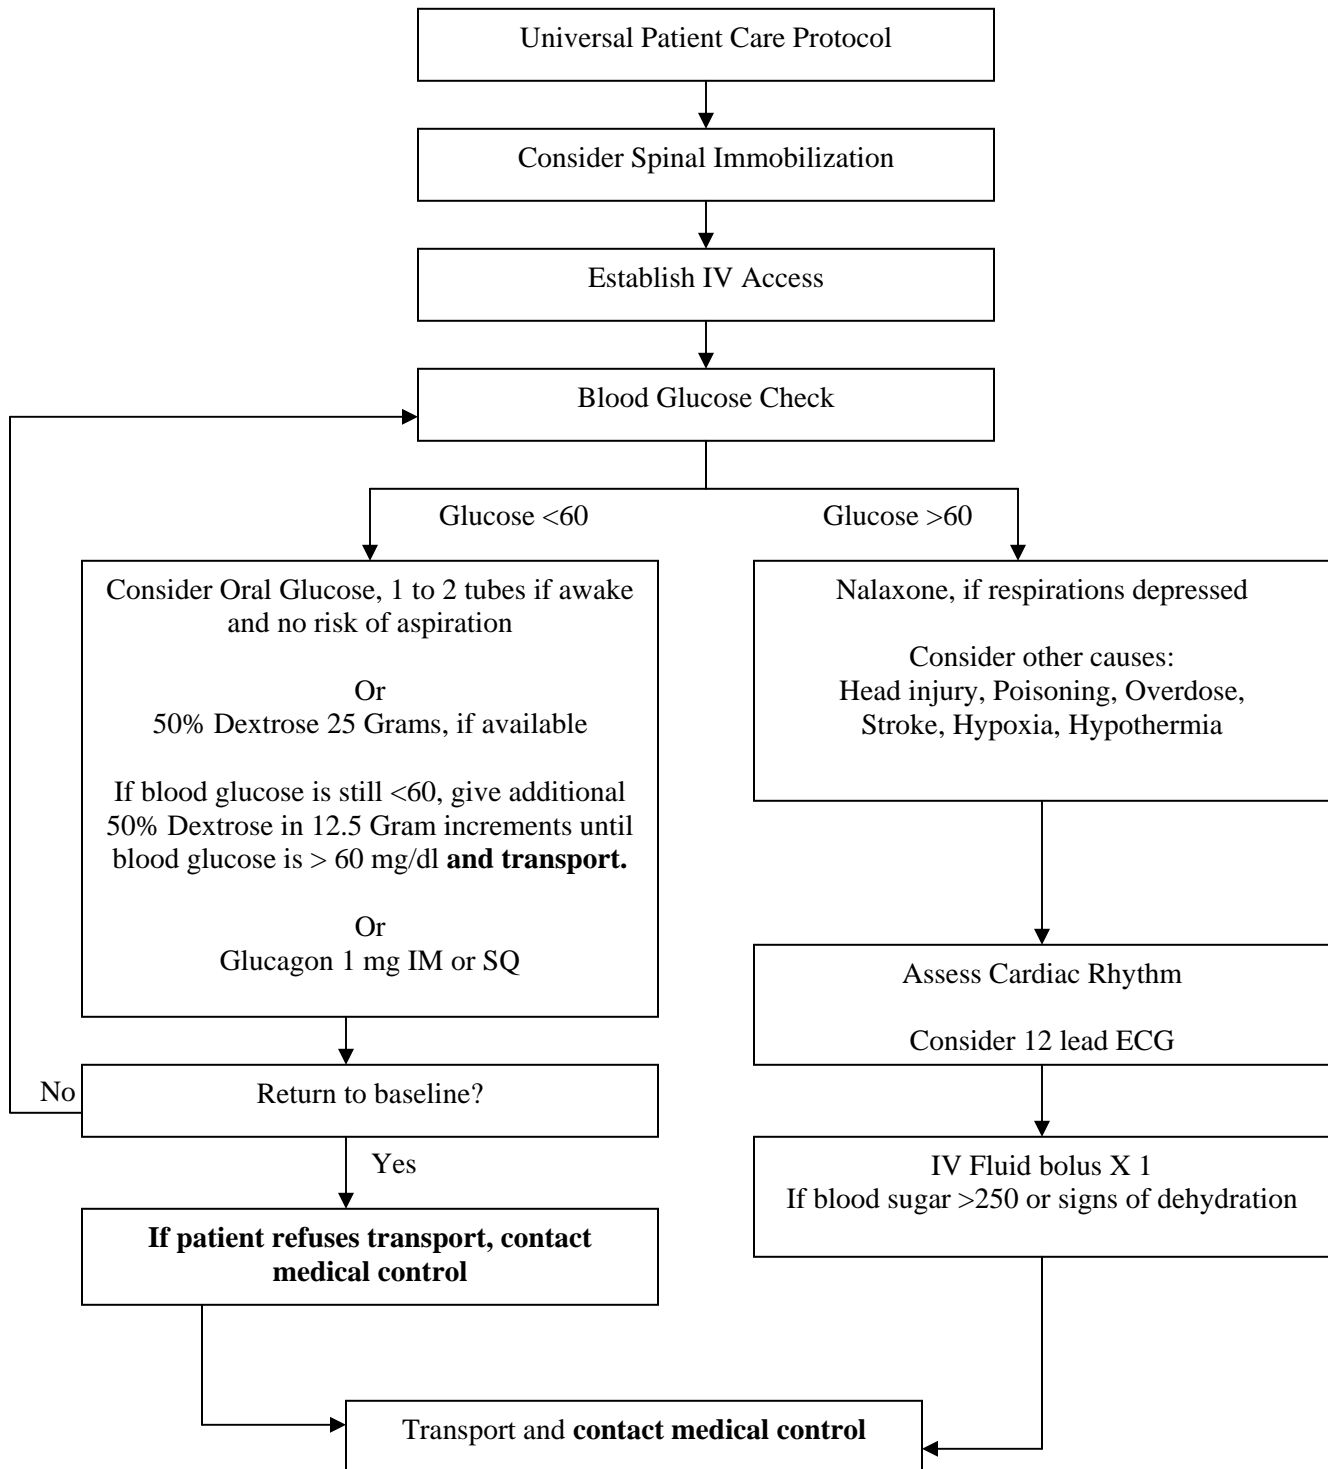 Universal Patient Care Protocol
Consider Spinal Immobilization
Establish IV Access
Blood Glucose Check
Glucose <60
Glucose >60
Consider Oral Glucose, 1 to 2 tubes if awake
and no risk of aspiration
Or
50% Dextrose 25 Grams, if available
If blood glucose is still <60, give additional
50% Dextrose in 12.5 Gram increments until
blood glucose is > 60 mg/dl and transport.
Or
Glucagon 1 mg IM or SQ
Nalaxone, if respirations depressed
Consider other causes:
Head injury, Poisoning, Overdose,
Stroke, Hypoxia, Hypothermia
Assess Cardiac Rhythm
Consider 12 lead ECG
No
Return to baseline?
Yes
IV Fluid bolus X 1
If blood sugar >250 or signs of dehydration
If patient refuses transport, contact
medical control
Transport and contact medical control